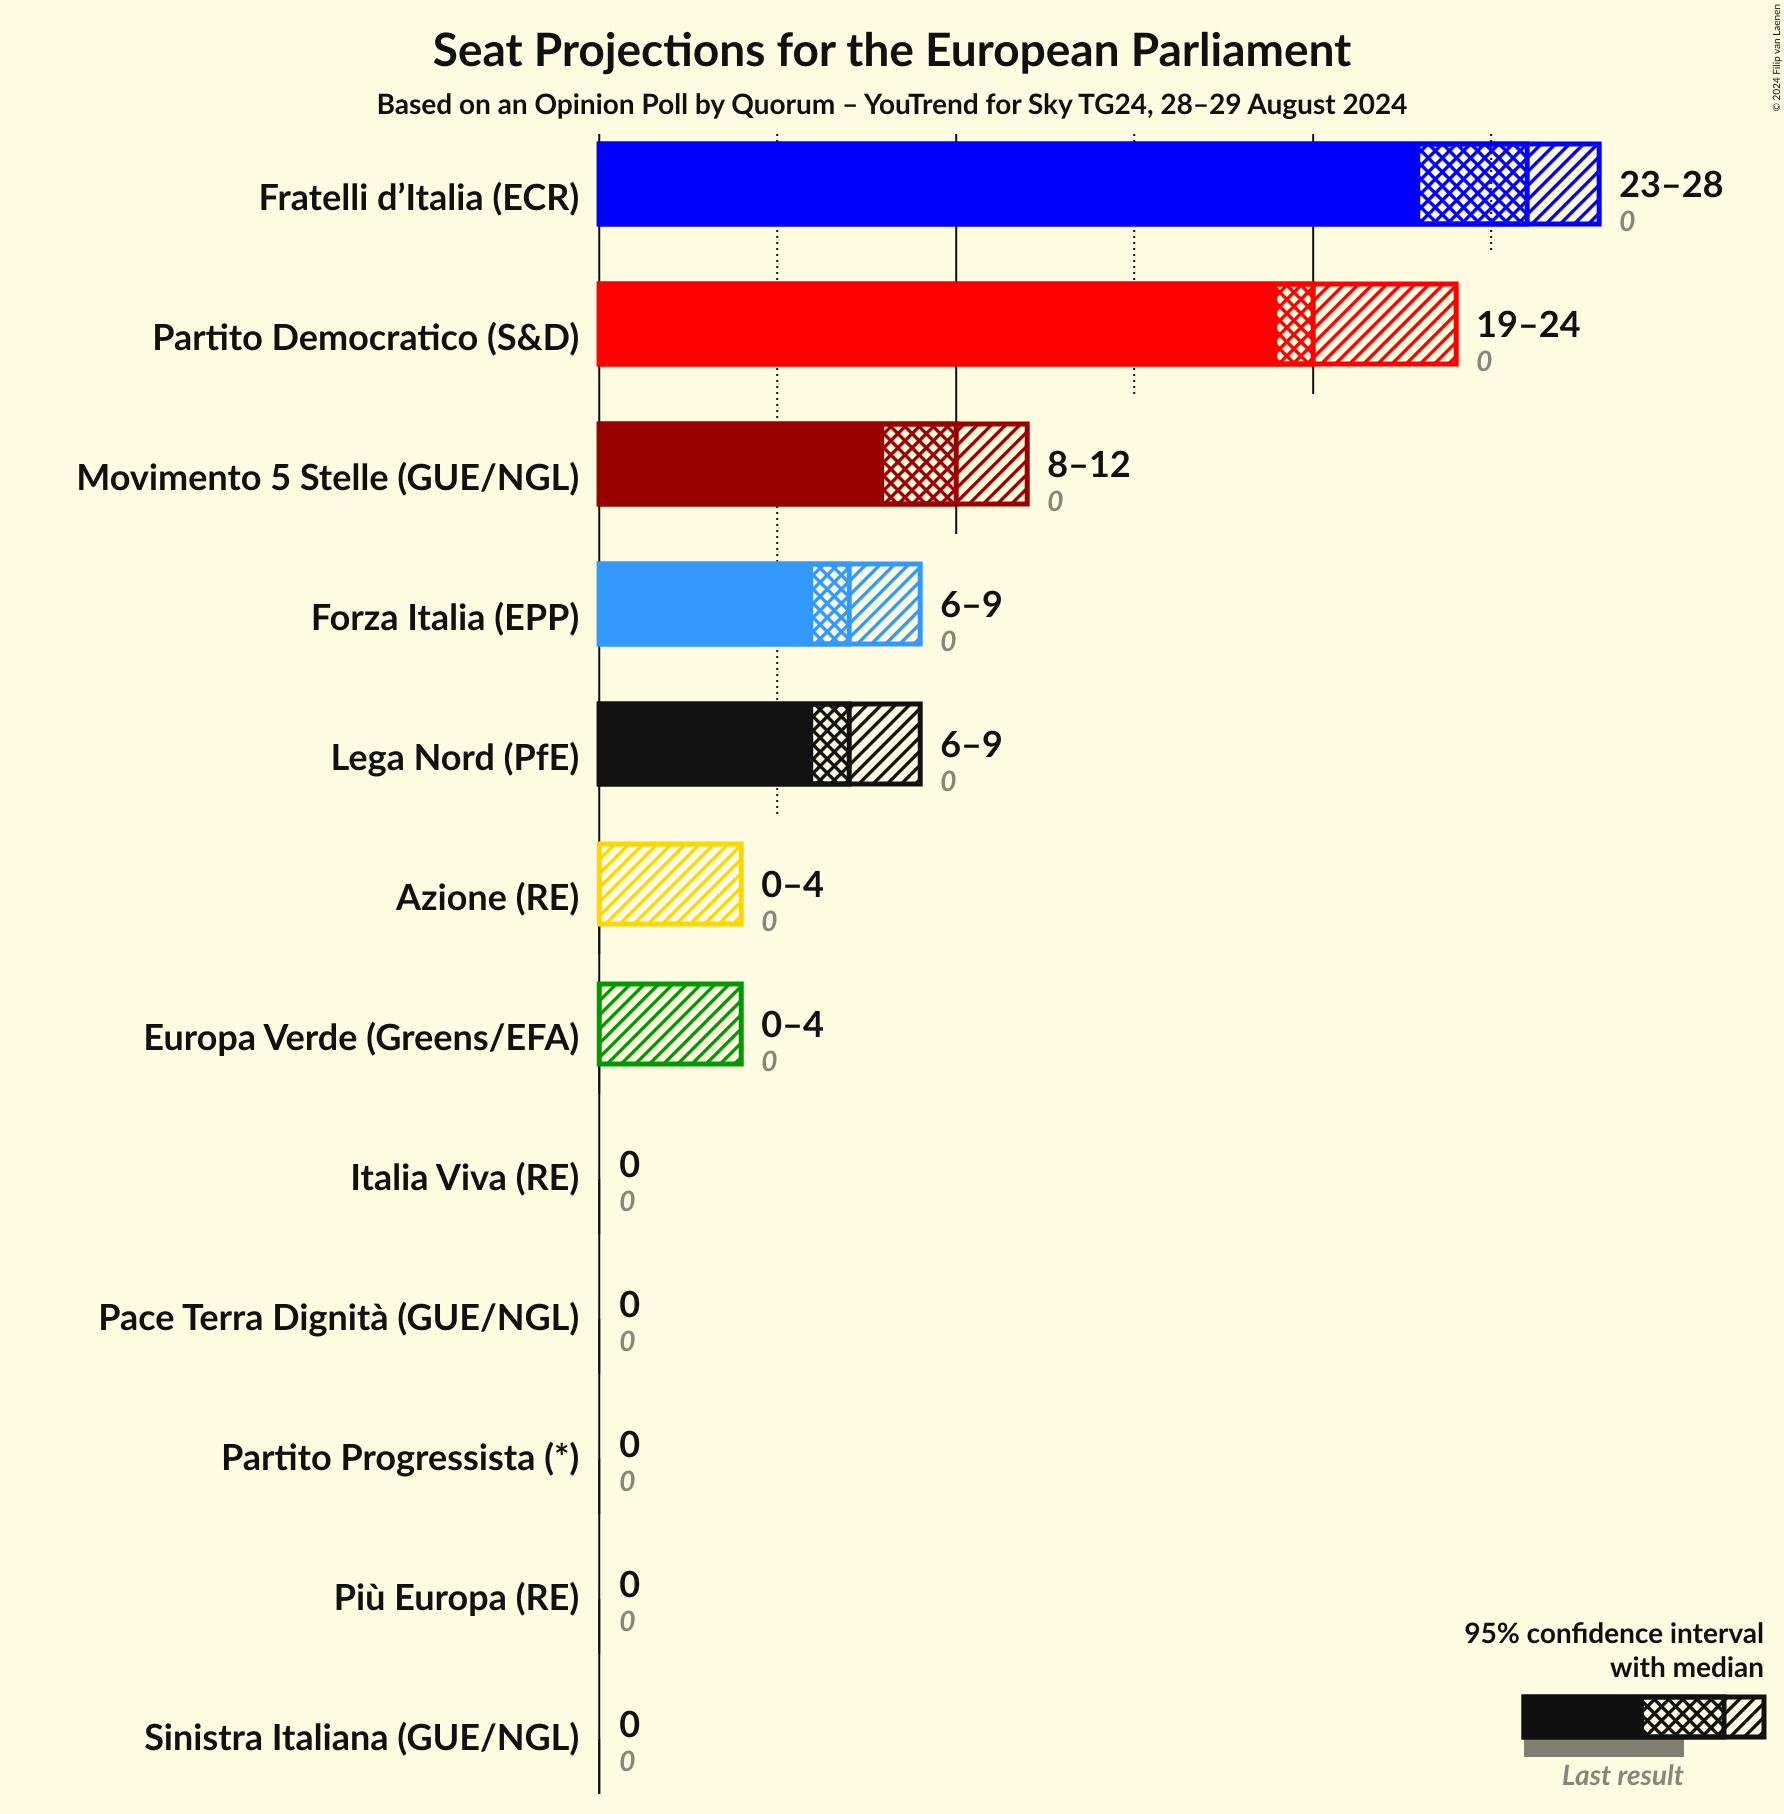 Seat Projections for the European Parliament
Based on an Opinion Poll by Quorum – YouTrend for Sky TG24, 28–29 August 2024
© 2024 Filip van Laenen
Fratelli d’Italia (ECR)
23–28
0
Partito Democratico (S&D)
19–24
0
Movimento 5 Stelle (GUE/NGL)
8–12
0
Forza Italia (EPP)
6–9
0
Lega Nord (PfE)
6–9
0
Azione (RE)
0–4
0
Europa Verde (Greens/EFA)
0–4
0
Italia Viva (RE)
0
0
Pace Terra Dignità (GUE/NGL)
0
0
Partito Progressista (*)
0
0
Più Europa (RE)
0
0
Sinistra Italiana (GUE/NGL)
0
0
95% confidence interval
with median
Last result